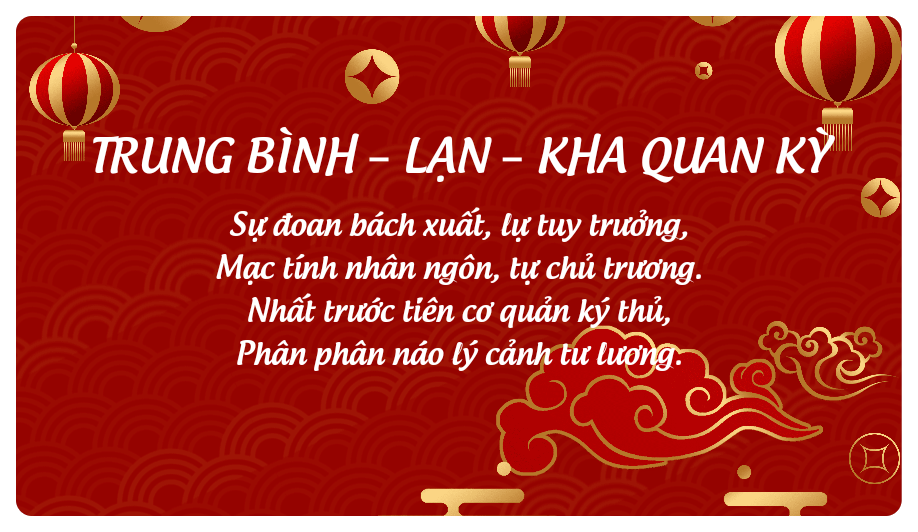 TRUNG BÌNH – LẠN – KHA QUAN KỲ
Sự đoan bách xuất, lự tuy trưởng,
Mạc tính nhân ngôn, tự chủ trương.
Nhất trước tiên cơ quản ký thủ,
Phân phân náo lý cảnh tư lương.